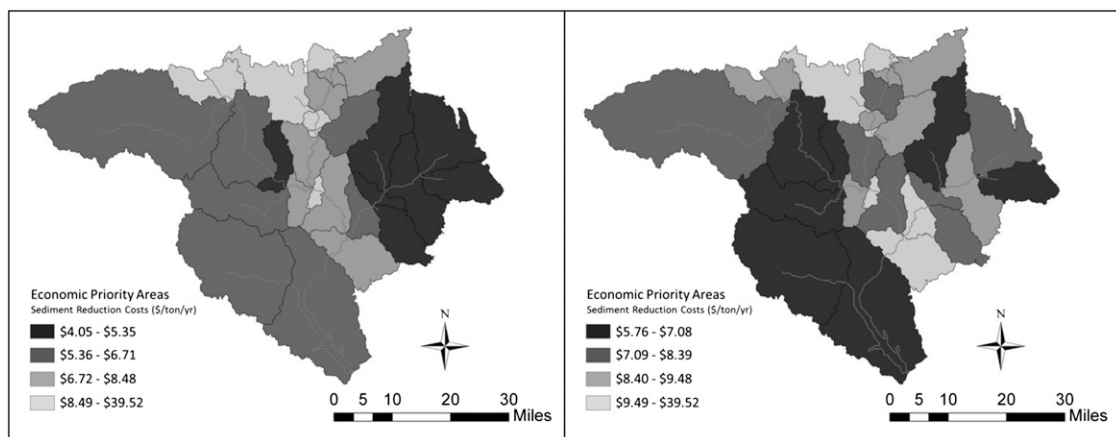 Economic Priority Areas
Sediment Reduction Costs ($/ton/yr)
$4.05 - $5.35
$5.36 - $6.71
$6.72 - $8.48
$8.49 - $39.52
N
0 5 10 20 30
Miles
Economic Priority Areas
Sediment Reduction Costs ($/ton/yr)
$5.76 - $7.08
$7.09 - $8.39
$8.40 - $9.48
$9.49 - $39.52
N
0 5 10 20 30
Miles